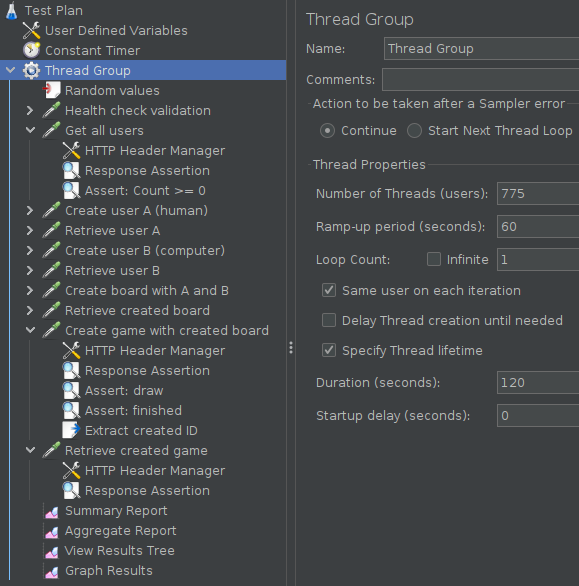 Test Plan
User Defined Variables
Constant Timer
Thread Group
Random values
Health check validation
Get all users
HTTP Header Manager
Response Assertion
Assert: Count >= 0
Create user A (human)
Retrieve user A
Create user B (computer)
Retrieve user B
Create board with A and B
Retrieve created board
Create game with created board
HTTP Header Manager
Response Assertion
Assert: draw
Assert: finished
Extract created ID
Retrieve created game
HTTP Header Manager
Response Assertion
Summary Report
Aggregate Report
View Results Tree
Graph Results
Thread Group
Name: Thread Group
Comments:
Action to be taken after a Sampler error
Continue Start Next Thread Loop
Thread Properties
Number of Threads (users): 775
Ramp-up period (seconds): 60
Loop Count: Infinite 1
Same user on each iteration
Delay Thread creation until needed
Specify Thread lifetime
Duration (seconds): 120
Startup delay (seconds): 0